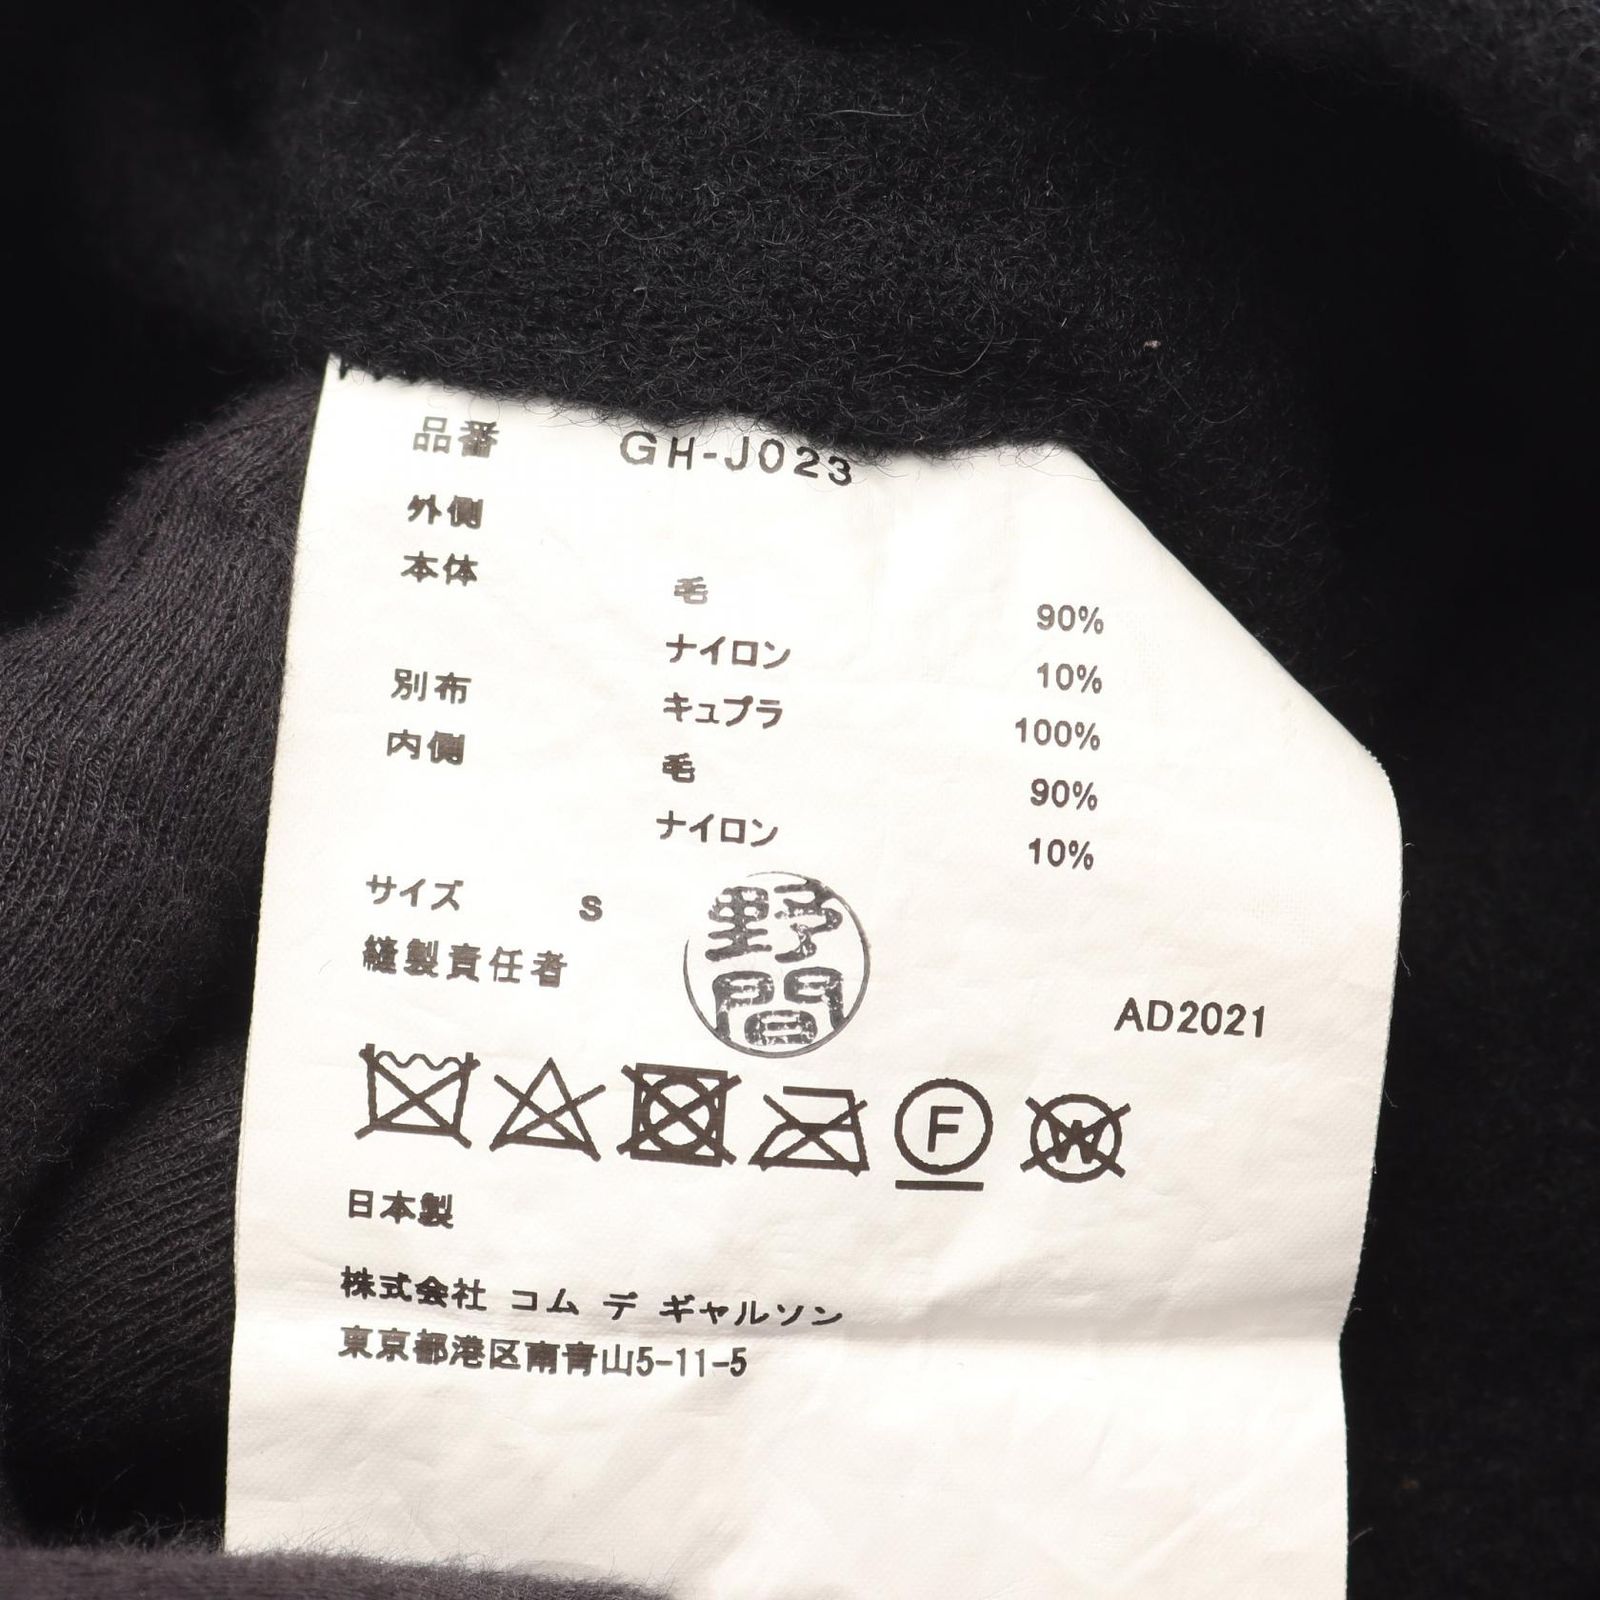 品番 GH-J023
外側
本体 毛 90%
ナイロン 10%
別布 キュプラ 100%
内側 毛 90%
ナイロン 10%
サイズ S
縫製責任者 野間
AD2021
F W
日本製
株式会社 コム デ ギャルソン
東京都港区南青山5-11-5